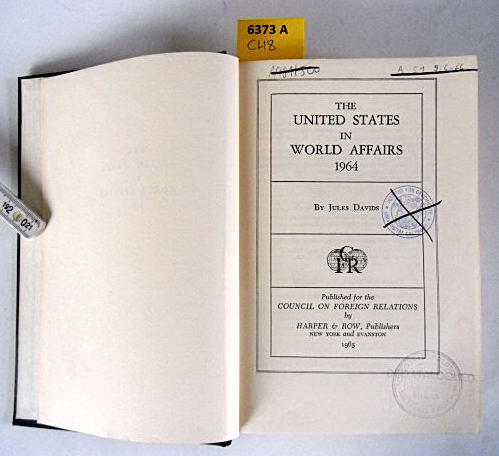 6373 A
CH8
THE
UNITED STATES
IN
WORLD AFFAIRS
1964
BY JULES DAVIDS
CFR
Published for the
COUNCIL ON FOREIGN RELATIONS
by
HARPER & ROW, Publishers
NEW YORK and EVANSTON
1965